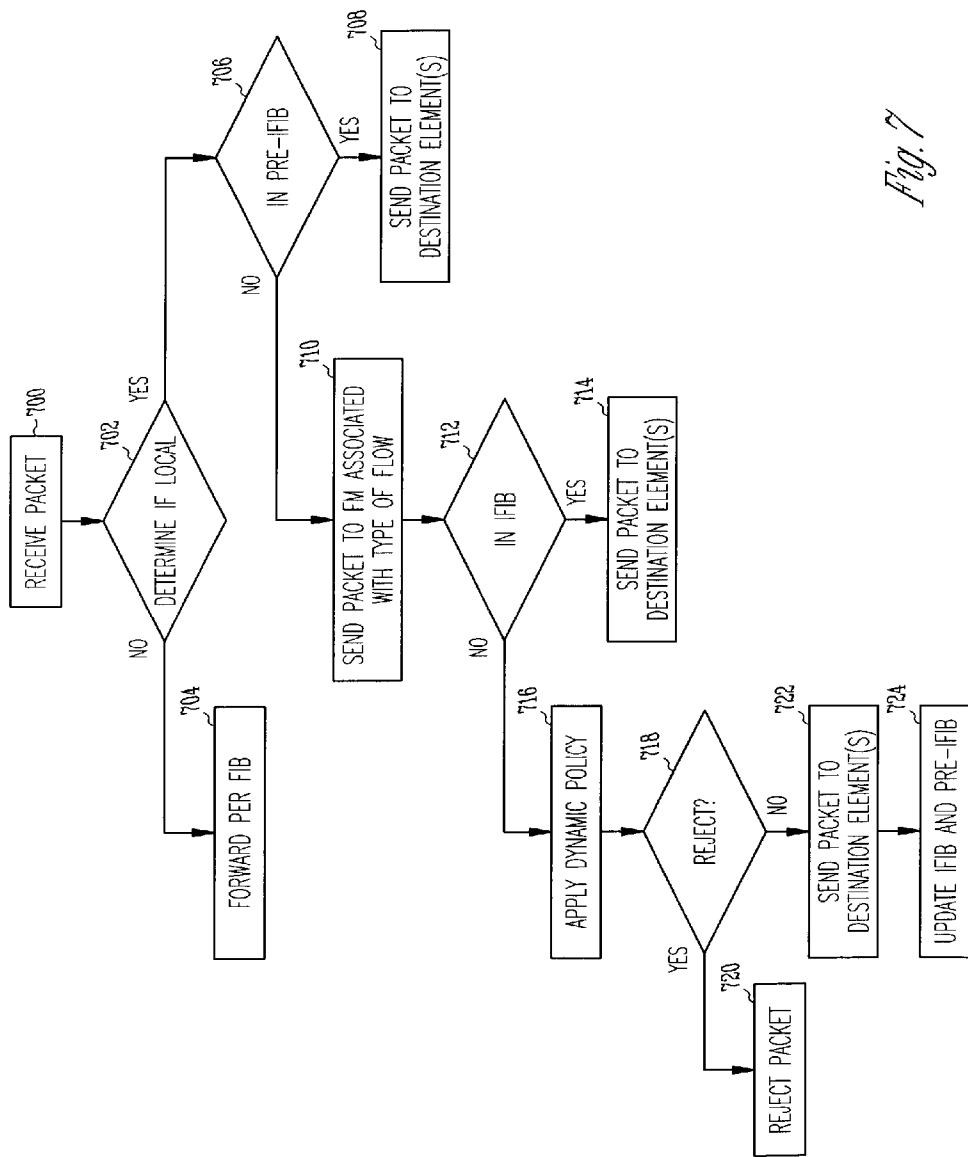 RECEIVE PACKET
700
DETERMINE IF LOCAL
702
NO
YES
FORWARD PER FIB
704
IN PRE-IFIB
706
NO
YES
SEND PACKET TO
DESTINATION ELEMENT(S)
708
SEND PACKET TO FM ASSOCIATED
WITH TYPE OF FLOW
710
IN IFIB
712
NO
YES
SEND PACKET TO
DESTINATION ELEMENT(S)
714
APPLY DYNAMIC POLICY
716
REJECT?
718
YES
NO
REJECT PACKET
720
SEND PACKET TO
DESTINATION ELEMENT(S)
722
UPDATE IFIB AND PRE-IFIB
724
Fig. 7